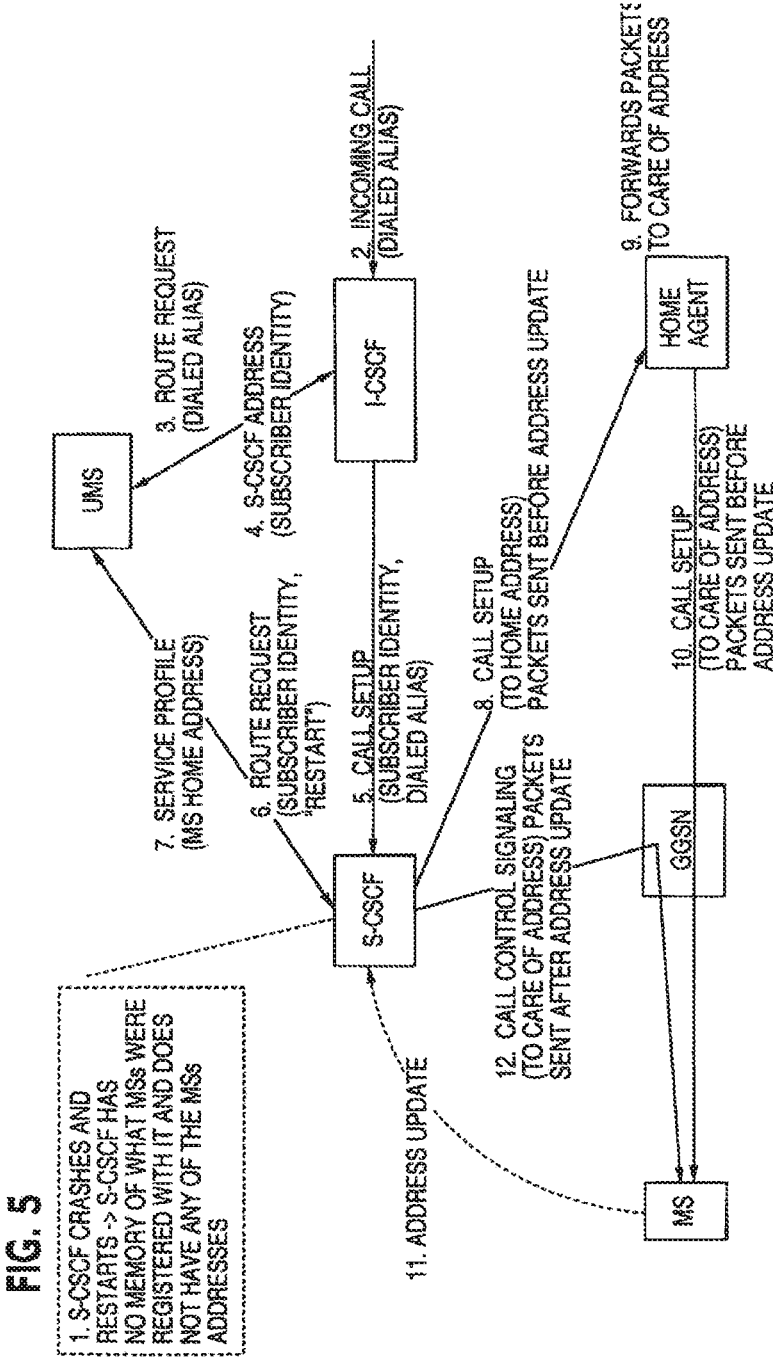 FIG. 5
1. S-CSCF CRASHES AND
RESTARTS -> S-CSCF HAS
NO MEMORY OF WHAT MSs WERE
REGISTERED WITH IT AND DOES
NOT HAVE ANY OF THE MSs
ADDRESSES
2. INCOMING CALL
(DIALED ALIAS)
3. ROUTE REQUEST
(DIALED ALIAS)
4. S-CSCF ADDRESS
(SUBSCRIBER IDENTITY)
UMS
I-CSCF
7. SERVICE PROFILE
(MS HOME ADDRESS)
6. ROUTE REQUEST
(SUBSCRIBER IDENTITY,
"RESTART")
5. CALL SETUP
(SUBSCRIBER IDENTITY,
DIALED ALIAS)
S-CSCF
8. CALL SETUP
(TO HOME ADDRESS)
PACKETS SENT BEFORE ADDRESS UPDATE
HOME
AGENT
9. FORWARDS PACKETS
TO CARE OF ADDRESS
10. CALL SETUP
(TO CARE OF ADDRESS)
PACKETS SENT BEFORE
ADDRESS UPDATE
11. ADDRESS UPDATE
12. CALL CONTROL SIGNALING
(TO CARE OF ADDRESS) PACKETS
SENT AFTER ADDRESS UPDATE
GGSN
MS